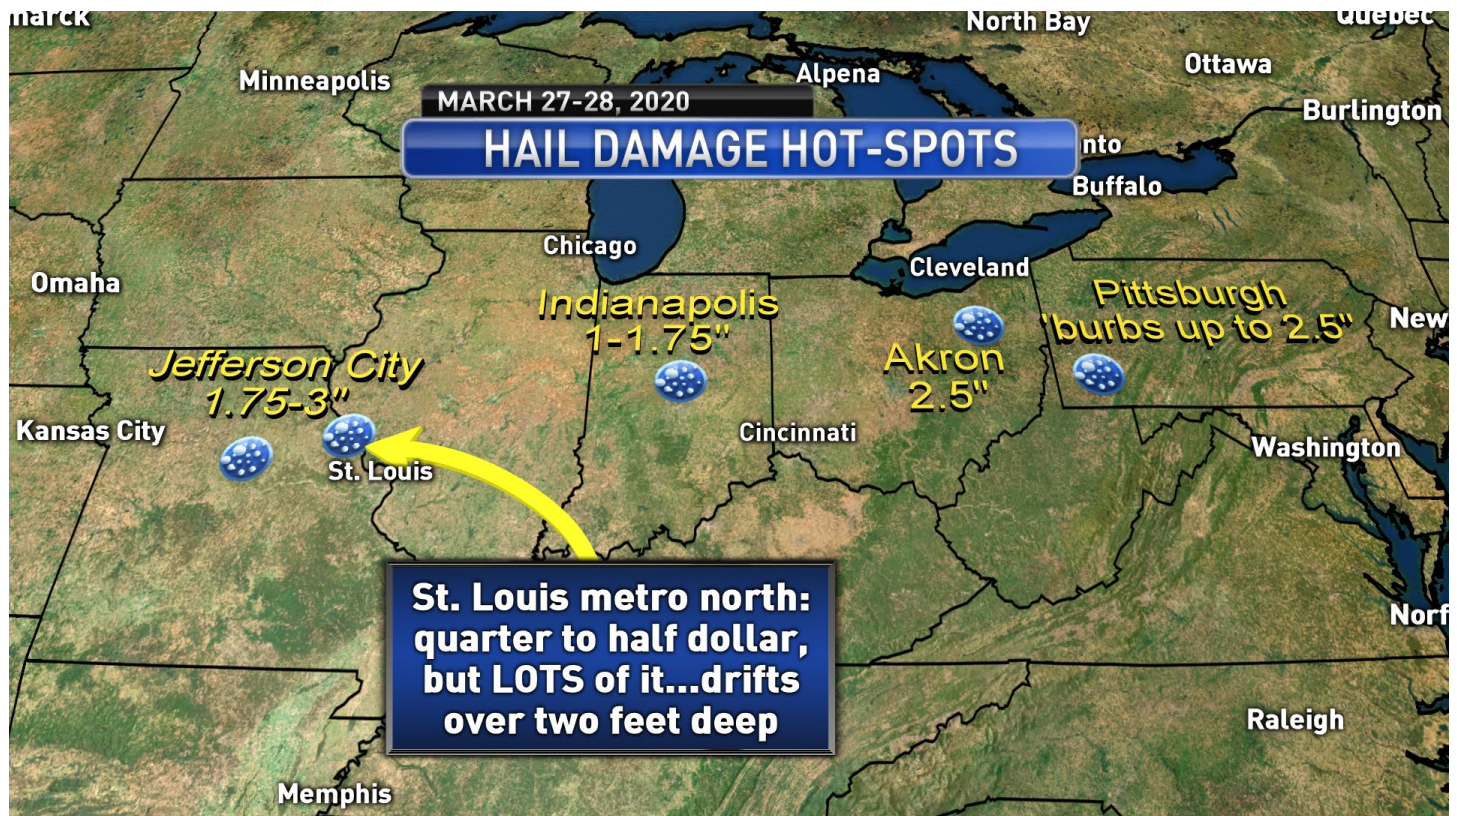 marck
North Bay
Quebec
Minneapolis
Alpena
Ottawa
MARCH 27-28, 2020
Burlington
HAIL DAMAGE HOT-SPOTS
nto
Buffalo
Chicago
Cleveland
Omaha
Indianapolis
1-1.75"
Pittsburgh
'burbs up to 2.5"
New
Jefferson City
1.75-3"
Akron
2.5"
Kansas City
Cincinnati
Washington
St. Louis
St. Louis metro north:
quarter to half dollar,
but LOTS of it...drifts
over two feet deep
Norf
Raleigh
Memphis